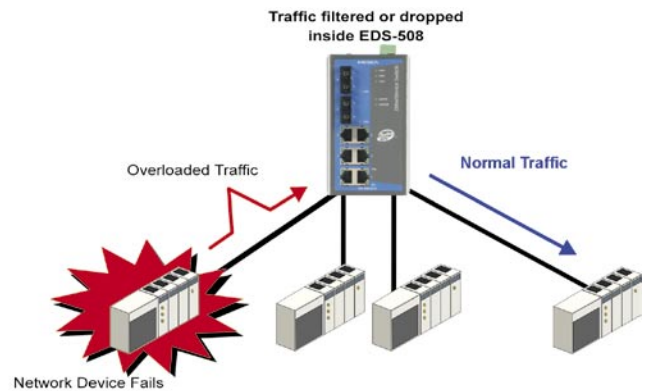 Traffic filtered or dropped
inside EDS-508
Overloaded Traffic
Normal Traffic
Network Device Fails